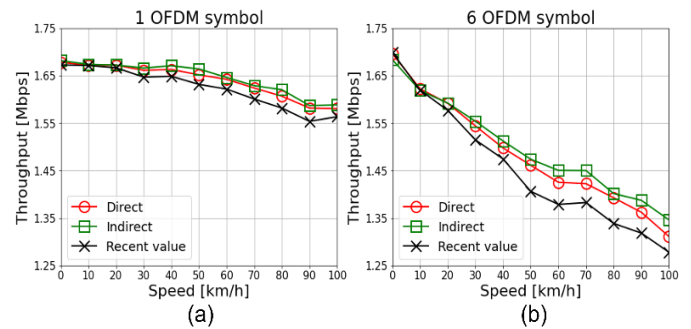 1 OFDM symbol
Throughput [Mbps]
1.75
1.65
1.55
1.45
1.35
1.25
Direct
Indirect
Recent value
0 10 20 30 40 50 60 70 80 90 100
Speed [km/h]
(a)
6 OFDM symbol
Throughput [Mbps]
1.75
1.65
1.55
1.45
1.35
1.25
Direct
Indirect
Recent value
0 10 20 30 40 50 60 70 80 90 100
Speed [km/h]
(b)